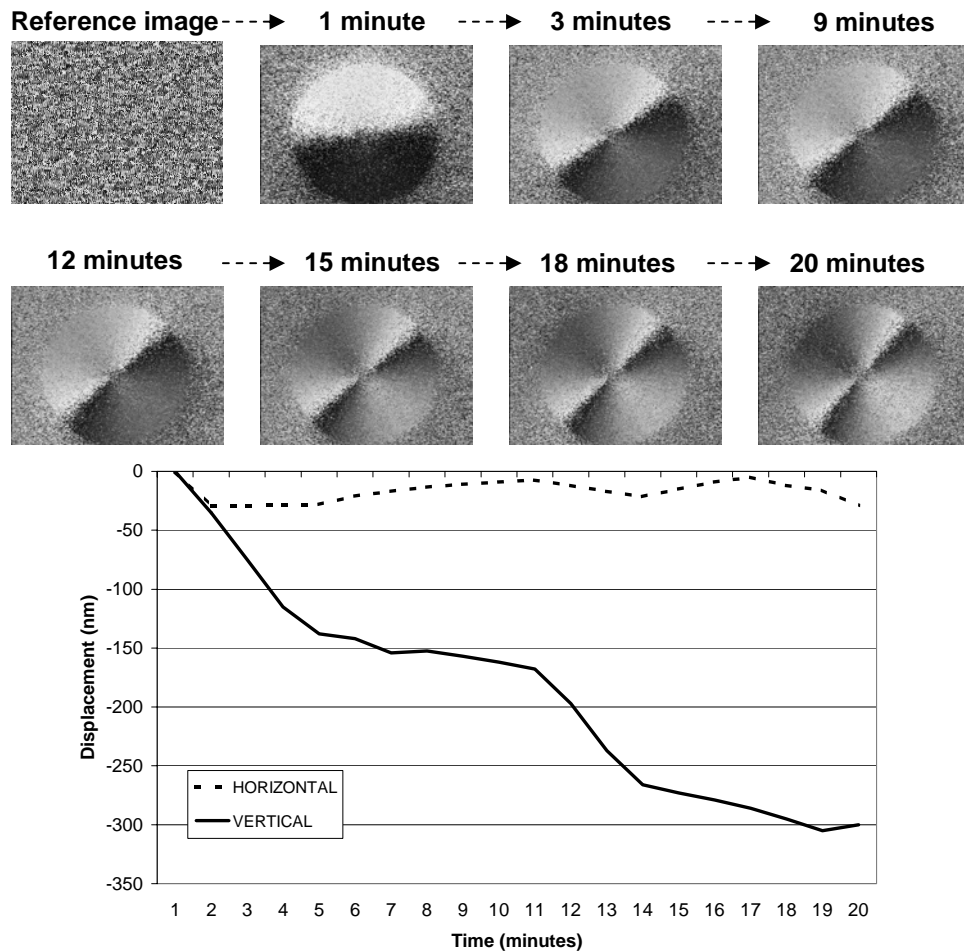 Reference image 1 minute 3 minutes 9 minutes
12 minutes 15 minutes 18 minutes 20 minutes
0
-50
-100
-150
-200
-250
-300
-350
Displacement (nm)
HORIZONTAL
VERTICAL
1 2 3 4 5 6 7 8 9 10 11 12 13 14 15 16 17 18 19 20
Time (minutes)